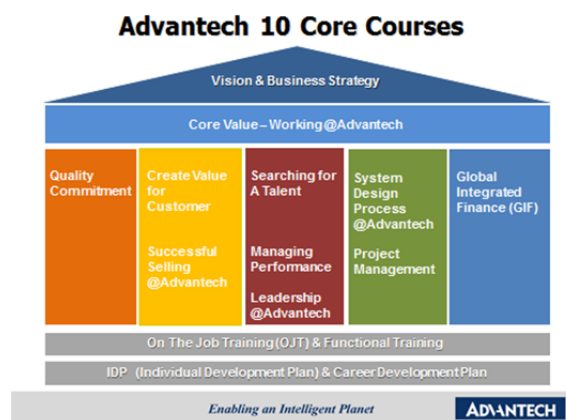 Advantech 10 Core Courses
Vision & Business Strategy
Core Value – Working@Advantech
Quality
Commitment
Create Value
for
Customer
Successful
Selling
@Advantech
Searching for
A Talent
Managing
Performance
Leadership
@Advantech
System
Design
Process
@Advantech
Project
Management
Global
Integrated
Finance (GIF)
On The Job Training(OJT) & Functional Training
IDP (Individual Development Plan) & Career Development Plan
Enabling an Intelligent Planet
ADVANTECH